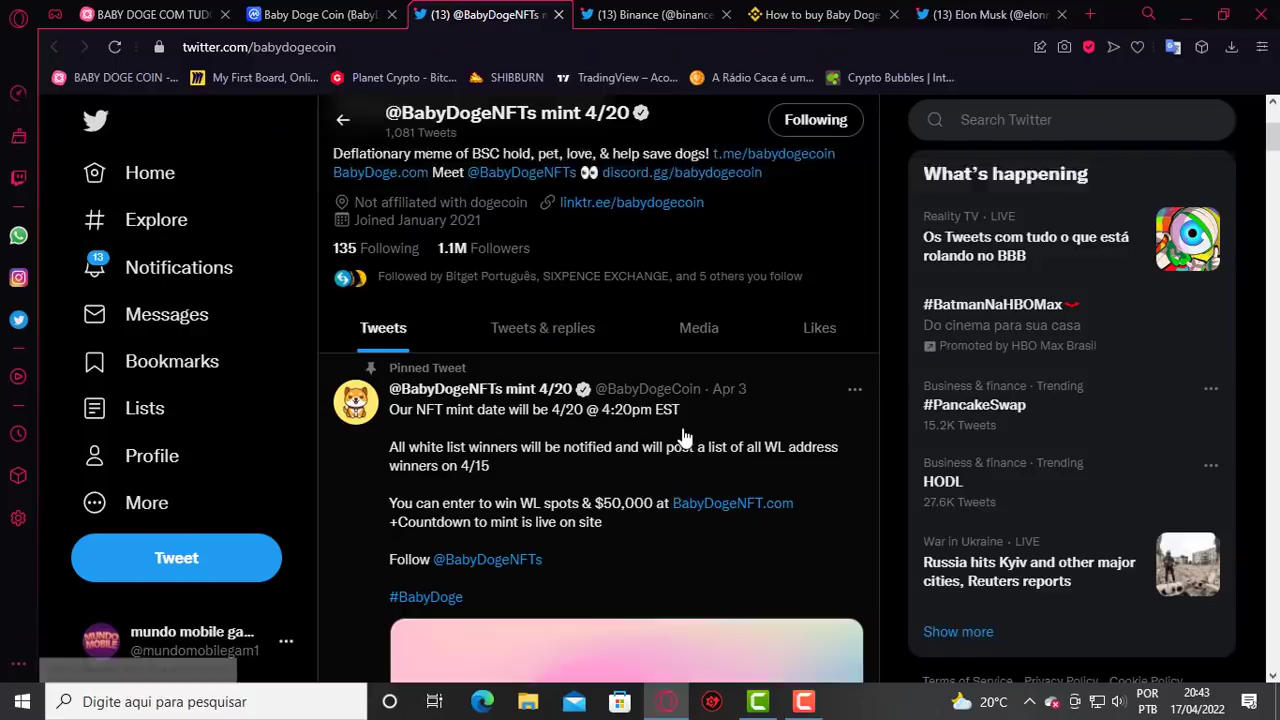 BABY DOGE COM TUDO
Baby Doge Coin (Baby
(13) @BabyDogeNFTs m
(13) Binance (@binance
How to buy Baby Doge
(13) Elon Musk (@elonm
twitter.com/babydogecoin
BABY DOGE COIN -...
My First Board, Onli...
Planet Crypto - Bitc...
SHIBBURN
TradingView – Aco...
A Rádio Caca é um...
Crypto Bubbles | Int...
Home
Explore
13
Notifications
Messages
Bookmarks
Lists
Profile
More
Tweet
mundo mobile ga...
@mundomobilegam1
@BabyDogeNFTs mint 4/20
1,081 Tweets
Following
Deflationary meme of BSC hold, pet, love, & help save dogs! t.me/babydogecoin
BabyDoge.com Meet @BabyDogeNFTs 👀 discord.gg/babydogecoin
Not affiliated with dogecoin linktr.ee/babydogecoin
Joined January 2021
135 Following 1.1M Followers
Followed by Bitget Português, SIXPENCE EXCHANGE, and 5 others you follow
Tweets
Tweets & replies
Media
Likes
Pinned Tweet
@BabyDogeNFTs mint 4/20 @BabyDogeCoin · Apr 3
Our NFT mint date will be 4/20 @ 4:20pm EST
All white list winners will be notified and will post a list of all WL address
winners on 4/15
You can enter to win WL spots & $50,000 at BabyDogeNFT.com
+Countdown to mint is live on site
Follow @BabyDogeNFTs
#BabyDoge
Search Twitter
What's happening
Reality TV · LIVE
Os Tweets com tudo o que está
rolando no BBB
#BatmanNaHBOMax
Do cinema para sua casa
Promoted by HBO Max Brasil
Business & finance · Trending
#PancakeSwap
15.2K Tweets
Business & finance · Trending
HODL
27.6K Tweets
War in Ukraine · LIVE
Russia hits Kyiv and other major
cities, Reuters reports
Show more
Terms of Service Privacy Policy Cookie Policy
Digite aqui para pesquisar
20°C
POR
PTB
20:43
17/04/2022